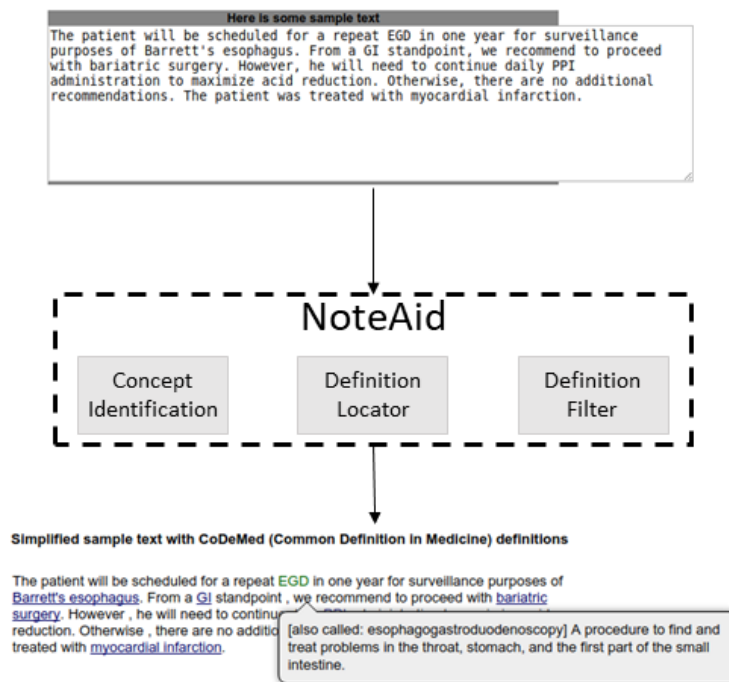 Here is some sample text
The patient will be scheduled for a repeat EGD in one year for surveillance
purposes of Barrett's esophagus. From a GI standpoint, we recommend to proceed
with bariatric surgery. However, he will need to continue daily PPI
administration to maximize acid reduction. Otherwise, there are no additional
recommendations. The patient was treated with myocardial infarction.
NoteAid
Concept
Identification
Definition
Locator
Definition
Filter
Simplified sample text with CoDeMed (Common Definition in Medicine) definitions
The patient will be scheduled for a repeat EGD in one year for surveillance purposes of
Barrett's esophagus. From a GI standpoint , we recommend to proceed with bariatric
surgery. However , he will need to continu
reduction. Otherwise , there are no additio
treated with myocardial infarction.
[also called: esophagogastroduodenoscopy] A procedure to find and
treat problems in the throat, stomach, and the first part of the small
intestine.